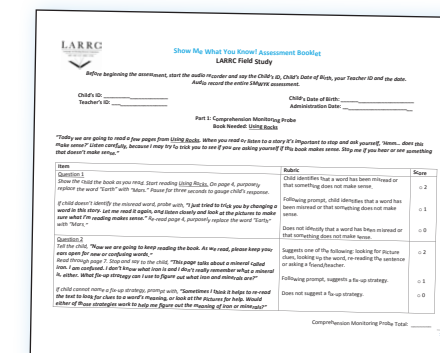 LARRC
Show Me What You Know! Assessment Booklet
LARRC Field Study
Before beginning the assessment, start the audio recorder and say the Child's ID, Child's Date of Birth, your Teacher ID and the date.
Audio record the entire SMWYK assessment.
Child's ID: ____________________
Child's Date of Birth: ____________________
Teacher's ID: ____________________
Administration Date: ____________________
Part 1: Comprehension Monitoring Probe
Book Needed: Using Rocks
"Today we are going to read a few pages from Using Rocks. When you read or listen to a story it's important to stop and ask yourself, 'Hmm... does this
make sense?' Listen carefully, because I may try to trick you to see if you are asking yourself if this book makes sense. Stop me if you hear or see something
that doesn't make sense."
Item
Rubric
Score
Question 1
Show the child the book as you read. Start reading Using Rocks. On page 4, purposely
replace the word "Earth" with "Mars." Pause for three seconds to gauge child's response.
Child identifies that a word has been misread or
that something does not make sense.
○ 2
If child doesn't identify the misread word, probe with, "I just tried to trick you by changing a
word in this story. Let me read it again, and listen closely and look at the pictures to make
sure what I'm reading makes sense." Re-read page 4, purposely replace the word "Earth"
with "Mars."
Following prompt, child identifies that a word has
been misread or that something does not make
sense.
○ 1
Does not identify that a word has been misread or
that something does not make sense.
○ 0
Question 2
Tell the child, "Now we are going to keep reading the book. As we read, please keep your
ears open for new or confusing words."
Read through page 7. Stop and say to the child, "This page talks about a mineral called
iron. I am confused. I don't know what iron is and I don't really remember what a mineral
is, either. What fix-up strategy can I use to figure out what iron and minerals are?"
Suggests one of the following: looking for picture
clues, looking up the word, re-reading the sentence
or asking a friend/teacher.
○ 2
Following prompt, suggests a fix-up strategy.
○ 1
If child cannot name a fix-up strategy, prompt with, "Sometimes I think it helps to re-read
the text to look for clues to a word's meaning, or look at the pictures for help. Would
either of those strategies work to help me figure out the meaning of iron or minerals?"
Does not suggest a fix-up strategy.
○ 0
Comprehension Monitoring Probe Total: ______